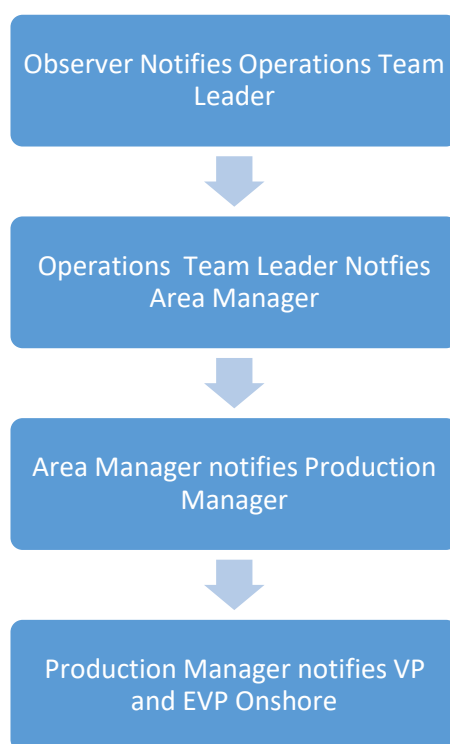 Observer Notifies Operations Team
Leader
Operations  Team Leader Notfies
Area Manager
Area Manager notifies Production
Manager
Production Manager notifies VP
and EVP Onshore